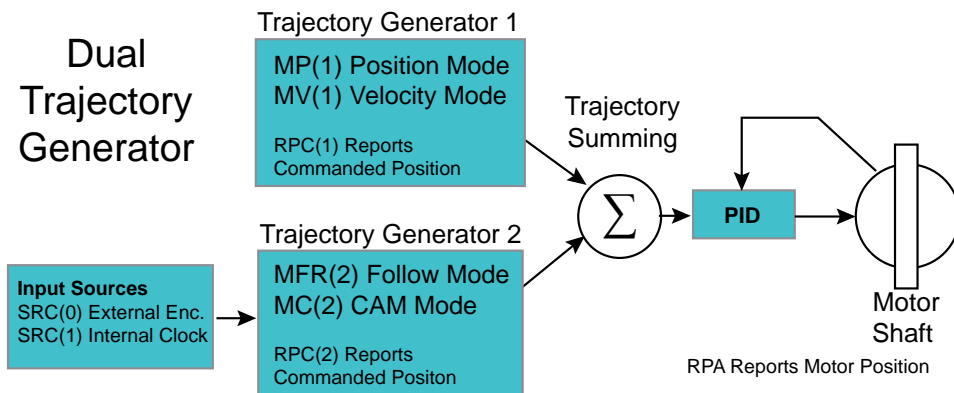 Dual
Trajectory
Generator
Trajectory Generator 1
MP(1) Position Mode
MV(1) Velocity Mode
RPC(1) Reports
Commanded Position
Trajectory
Summing
Σ
PID
Trajectory Generator 2
MFR(2) Follow Mode
MC(2) CAM Mode
RPC(2) Reports
Commanded Positon
Input Sources
SRC(0) External Enc.
SRC(1) Internal Clock
Motor
Shaft
RPA Reports Motor Position